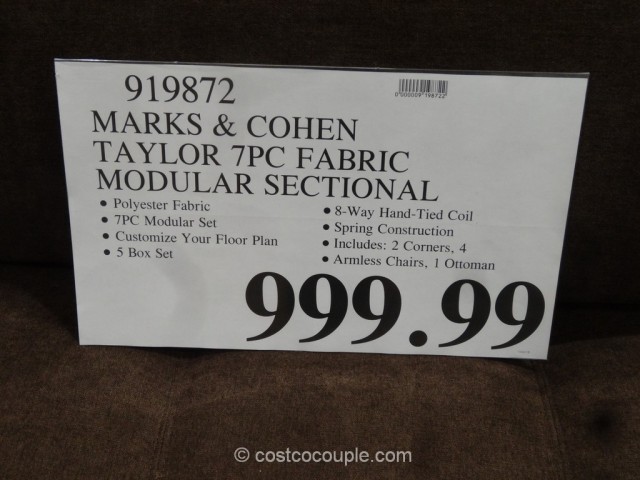 919872
0000009198722
MARKS & COHEN
TAYLOR 7PC FABRIC
MODULAR SECTIONAL
• Polyester Fabric
• 7PC Modular Set
• Customize Your Floor Plan
• 5 Box Set
• 8-Way Hand-Tied Coil
• Spring Construction
• Includes: 2 Corners, 4
• Armless Chairs, 1 Ottoman
999.99
© costcocouple.com